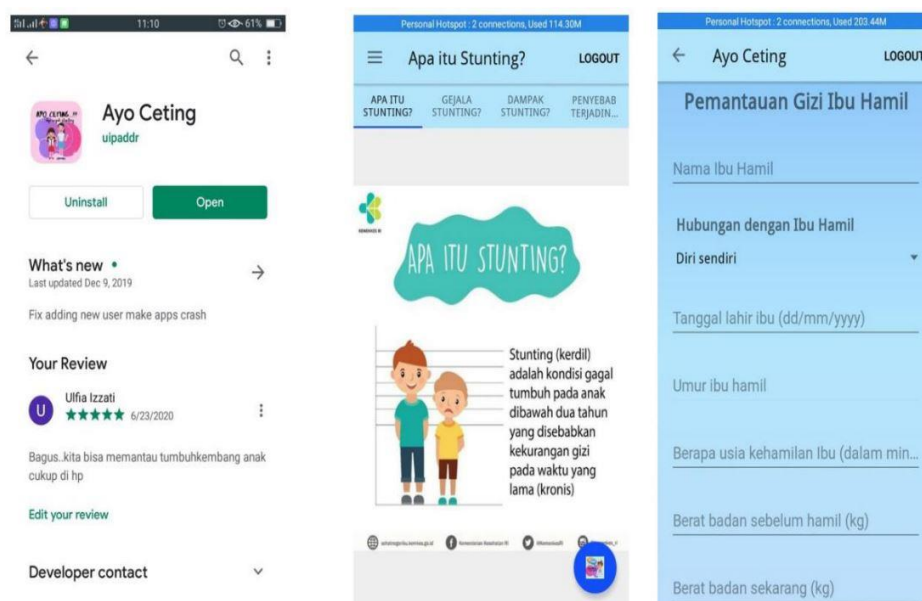 11:10
61%
Ayo Ceting
uipaddr
Uninstall
Open
What's new
Last updated Dec 9, 2019
Fix adding new user make apps crash
Your Review
U
Ulfia Izzati
6/23/2020
Bagus..kita bisa memantau tumbuhkembang anak
cukup di hp
Edit your review
Developer contact
Personal Hotspot : 2 connections, Used 114.30M
Apa itu Stunting?
LOGOUT
APA ITU
STUNTING?
GEJALA
STUNTING?
DAMPAK
STUNTING?
PENYEBAB
TERJADIN...
KEMENKES RI
APA ITU STUNTING?
Stunting (kerdil)
adalah kondisi gagal
tumbuh pada anak
dibawah dua tahun
yang disebabkan
kekurangan gizi
pada waktu yang
lama (kronis)
Kementerian Kesehatan RI
Personal Hotspot : 2 connections, Used 203.44M
Ayo Ceting
LOGOUT
Pemantauan Gizi Ibu Hamil
Nama Ibu Hamil
Hubungan dengan Ibu Hamil
Diri sendiri
Tanggal lahir ibu (dd/mm/yyyy)
Umur ibu hamil
Berapa usia kehamilan Ibu (dalam min...
Berat badan sebelum hamil (kg)
Berat badan sekarang (kg)